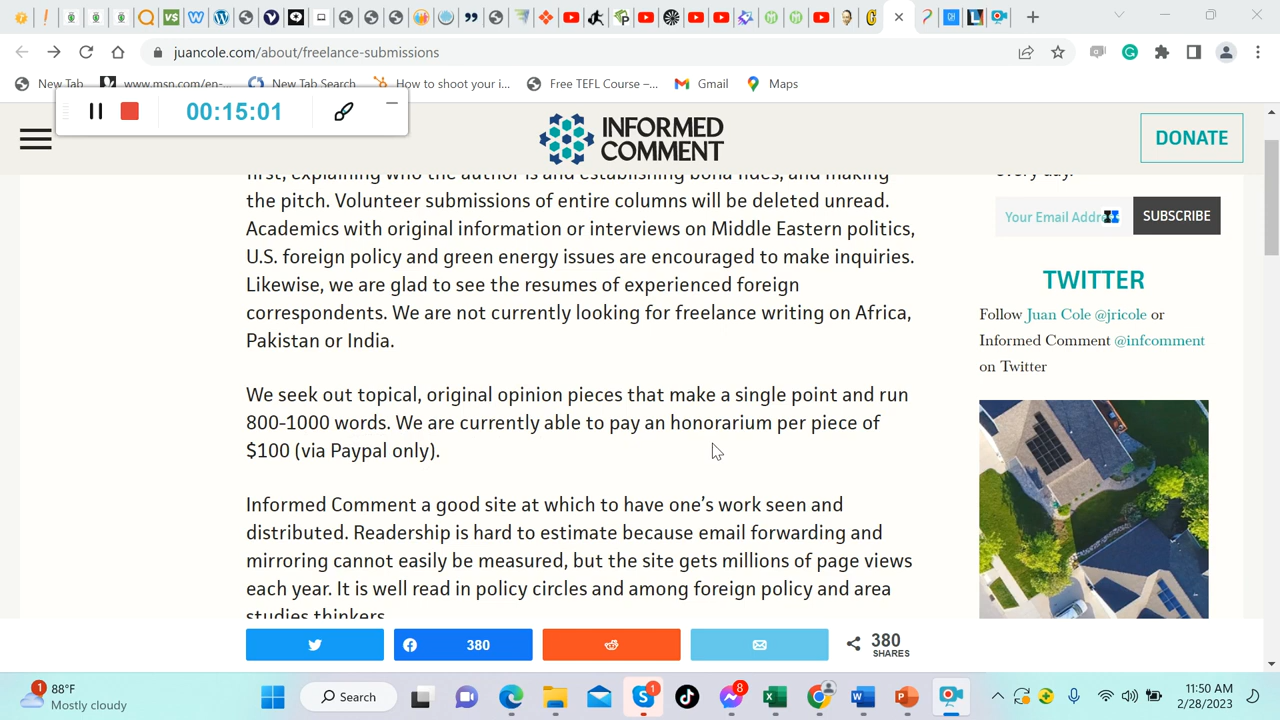 juancole.com/about/freelance-submissions
New Tab
www.msn.com/en-...
New Tab Search
How to shoot your i...
Free TEFL Course –...
Gmail
Maps
00:15:01
INFORMED
COMMENT
DONATE
first, explaining who the author is and establishing bona fides, and making
the pitch. Volunteer submissions of entire columns will be deleted unread.
Academics with original information or interviews on Middle Eastern politics,
U.S. foreign policy and green energy issues are encouraged to make inquiries.
Likewise, we are glad to see the resumes of experienced foreign
correspondents. We are not currently looking for freelance writing on Africa,
Pakistan or India.
We seek out topical, original opinion pieces that make a single point and run
800-1000 words. We are currently able to pay an honorarium per piece of
$100 (via Paypal only).
Informed Comment a good site at which to have one's work seen and
distributed. Readership is hard to estimate because email forwarding and
mirroring cannot easily be measured, but the site gets millions of page views
each year. It is well read in policy circles and among foreign policy and area
studies thinkers
every day.
Your Email Addre
SUBSCRIBE
TWITTER
Follow Juan Cole @jricole or
Informed Comment @infcomment
on Twitter
380
380
SHARES
1
88°F
Mostly cloudy
Search
1
8
11:50 AM
2/28/2023